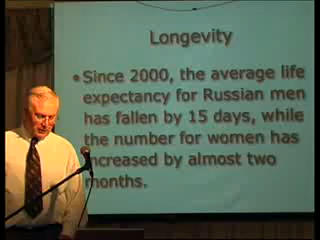 Longevity
• Since 2000, the average life
expectancy for Russian men
has fallen by 15 days, while
the number for women has
increased by almost two
months.